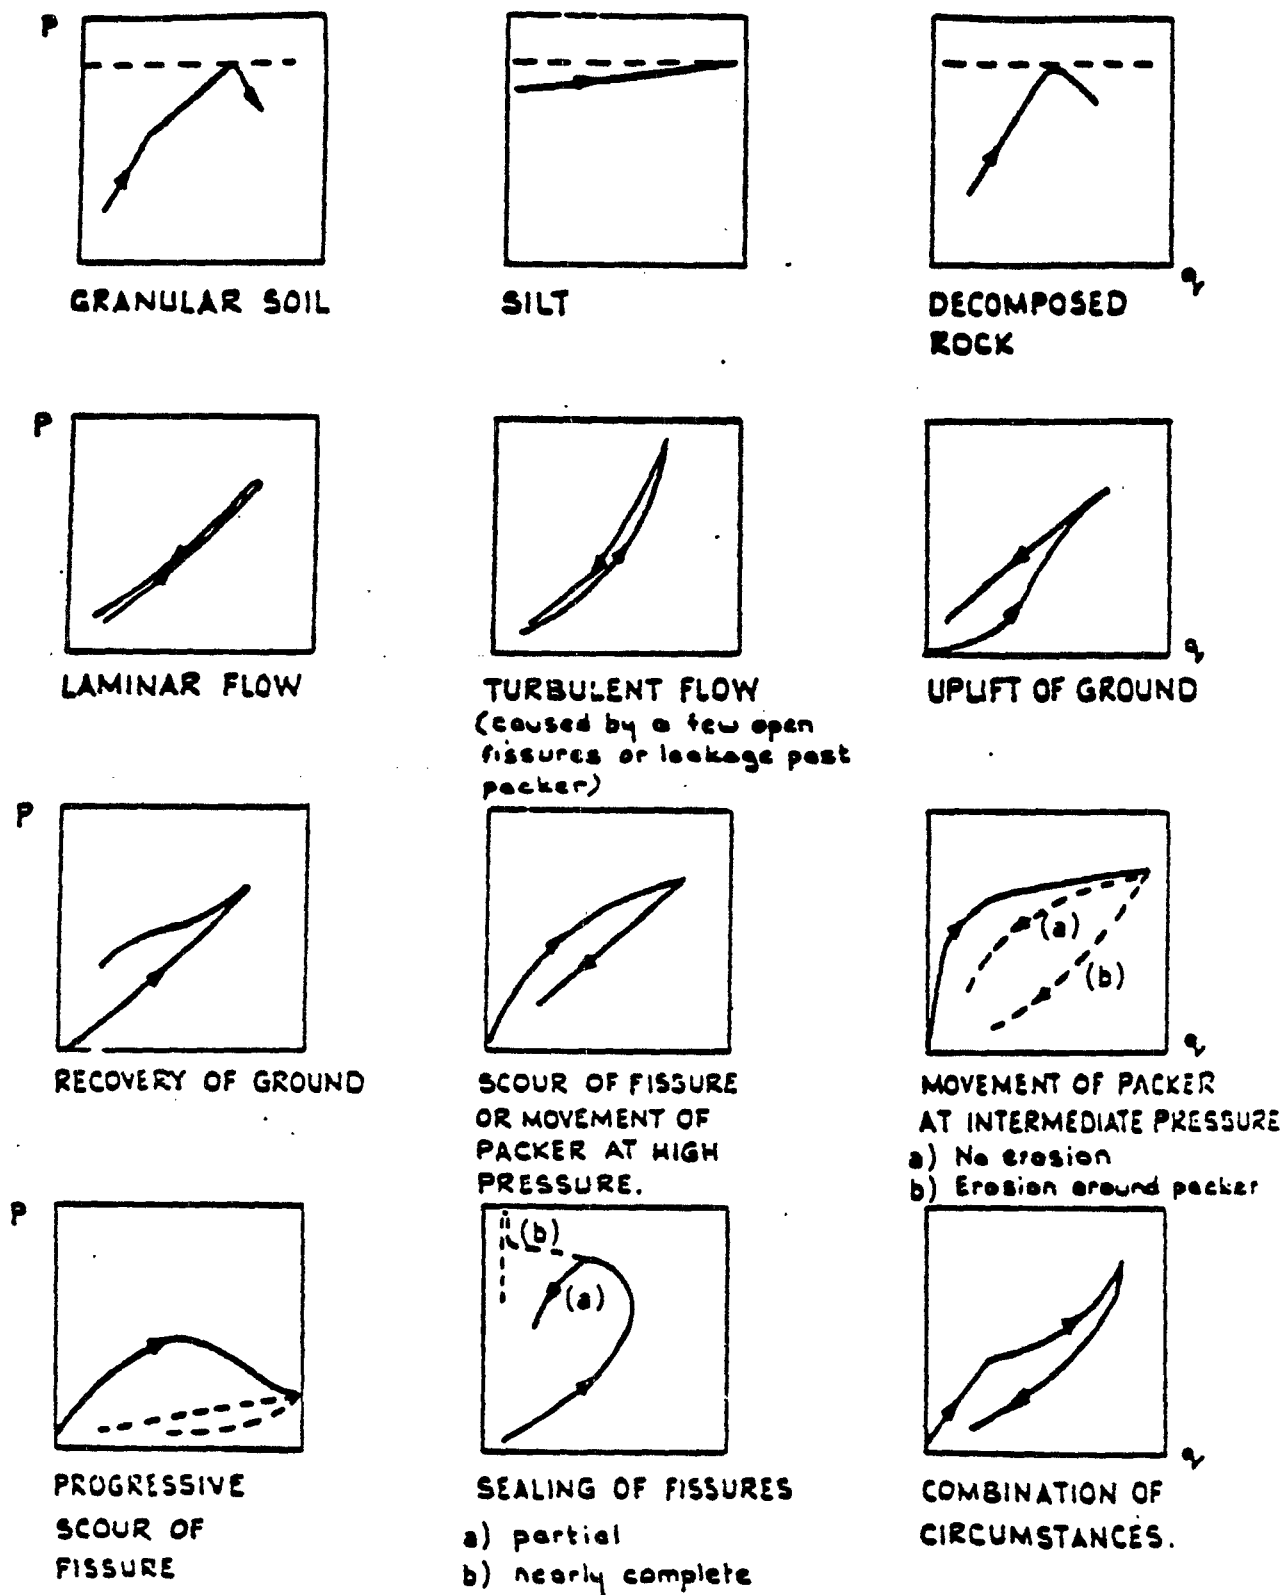 P
GRANULAR SOIL
SILT
DECOMPOSED
ROCK
q
P
LAMINAR FLOW
TURBULENT FLOW
(caused by a few open
fissures or leakage past
packer)
UPLIFT OF GROUND
q
P
RECOVERY OF GROUND
SCOUR OF FISSURE
OR MOVEMENT OF
PACKER AT HIGH
PRESSURE.
(a)
(b)
q
MOVEMENT OF PACKER
AT INTERMEDIATE PRESSURE
a) No erosion
b) Erosion around packer
P
PROGRESSIVE
SCOUR OF
FISSURE
(b)
(a)
SEALING OF FISSURES
a) partial
b) nearly complete
q
COMBINATION OF
CIRCUMSTANCES.